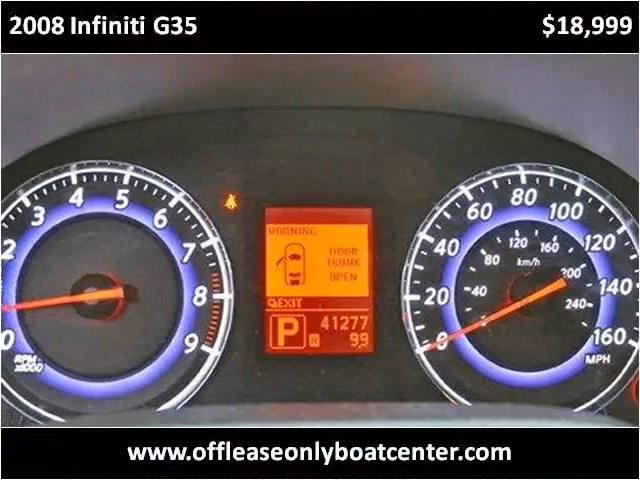 2008 Infiniti G35 $18,999
WARNING
DOOR
TRUNK
OPEN
EXIT
P 41277
A 9.9
0 2 3 4 5 6 7 8 9
RPM
x1000
0 20 40 60 80 100 120 140 160
MPH
40 80 120 160 200 240
km/h
www.offleaseonlyboatcenter.com